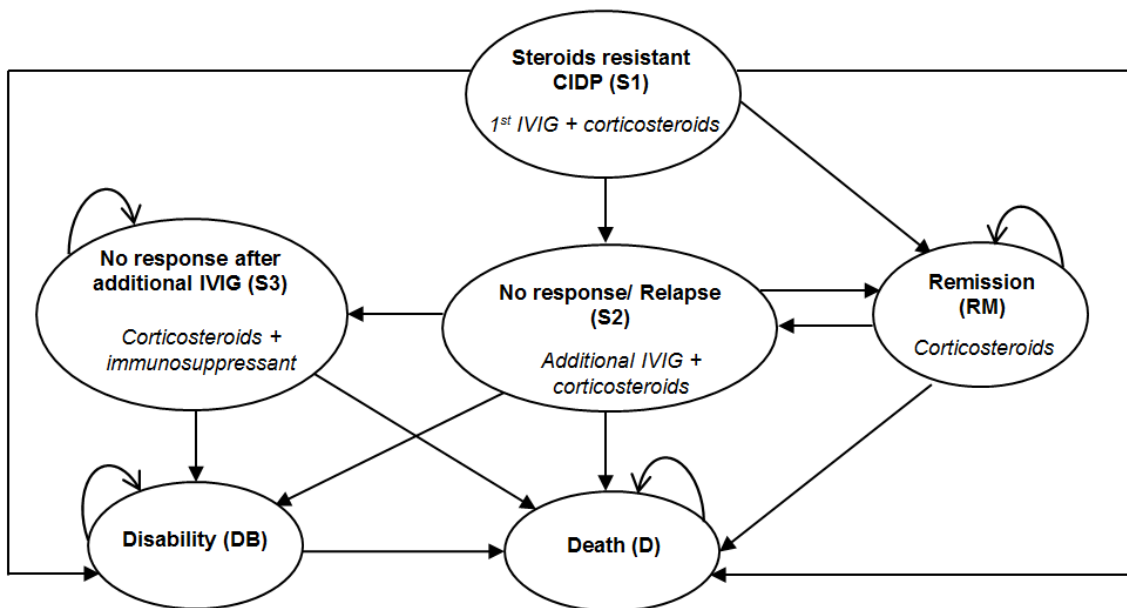 Steroids resistant
CIDP (S1)
1st IVIG + corticosteroids
No response after
additional IVIG (S3)
Corticosteroids +
immunosuppressant
No response/ Relapse
(S2)
Additional IVIG +
corticosteroids
Remission
(RM)
Corticosteroids
Disability (DB)
Death (D)